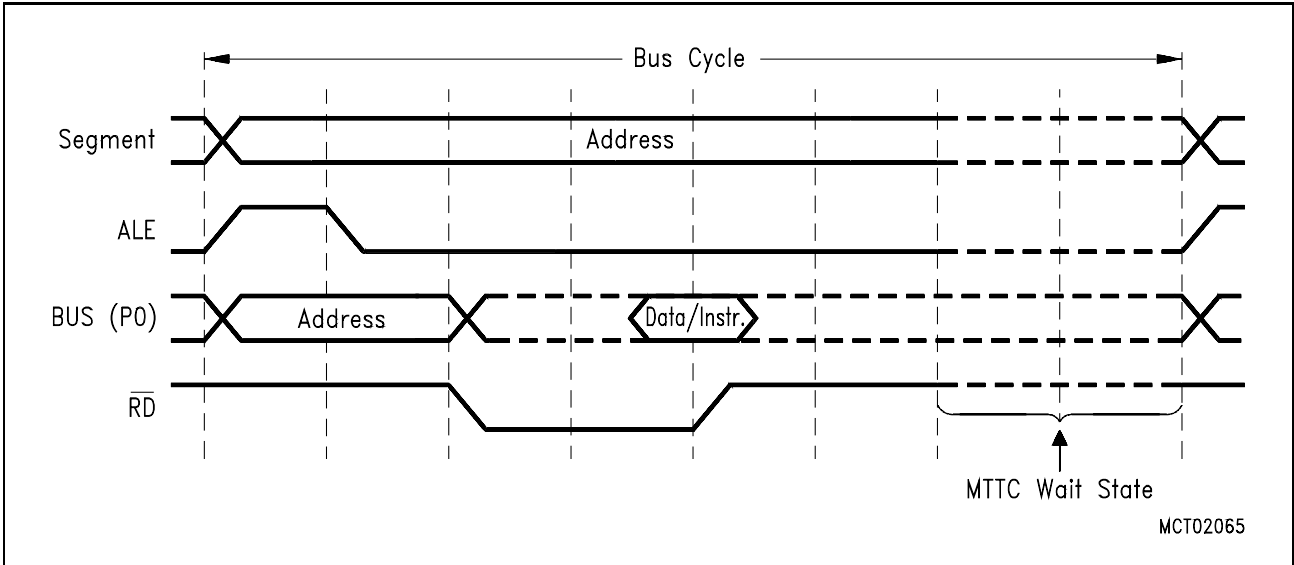 Bus Cycle
Segment
Address
ALE
BUS (P0)
Address
Data/Instr.
RD
MTTC Wait State
MCT02065